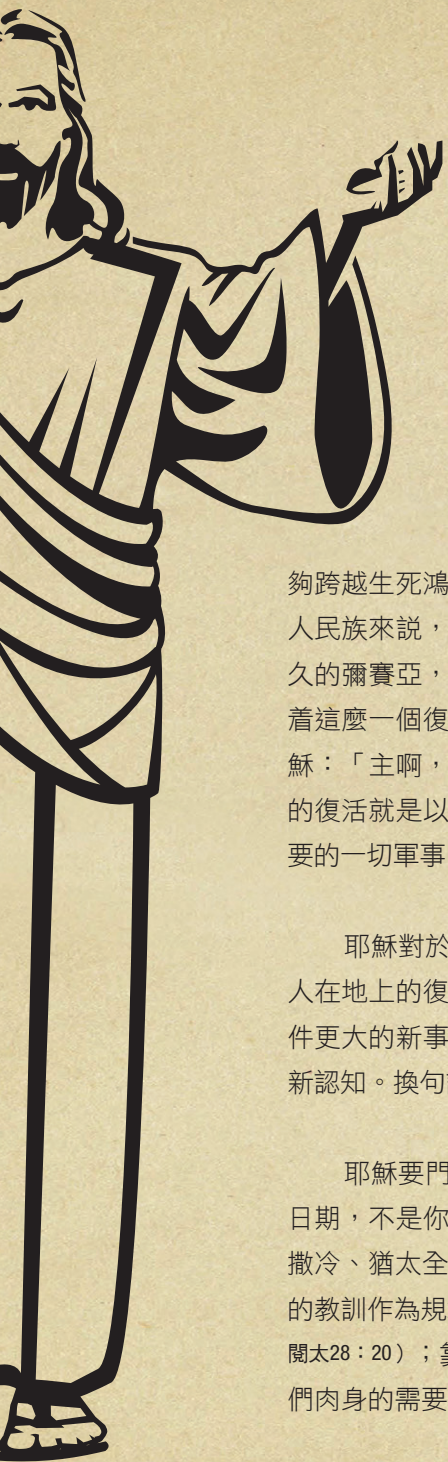 夠跨越生死鴻
人民族來説，
久的彌賽亞，
着這麼一個復
穌：「主啊，
的復活就是以
要的一切軍事
耶穌對於
人在地上的復
件更大的新事
新認知。換句
耶穌要門
日期，不是你
撒冷、猶太全
的教訓作為規
閱太28：20）；
們肉身的需要